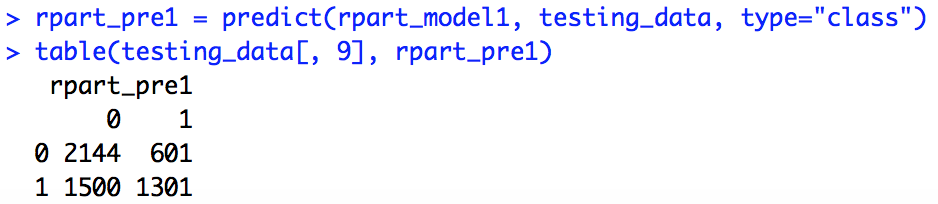 > rpart_pre1 = predict(rpart_model1, testing_data, type="class")
> table(testing_data[, 9], rpart_pre1)
   rpart_pre1
       0    1
  0 2144  601
  1 1500 1301